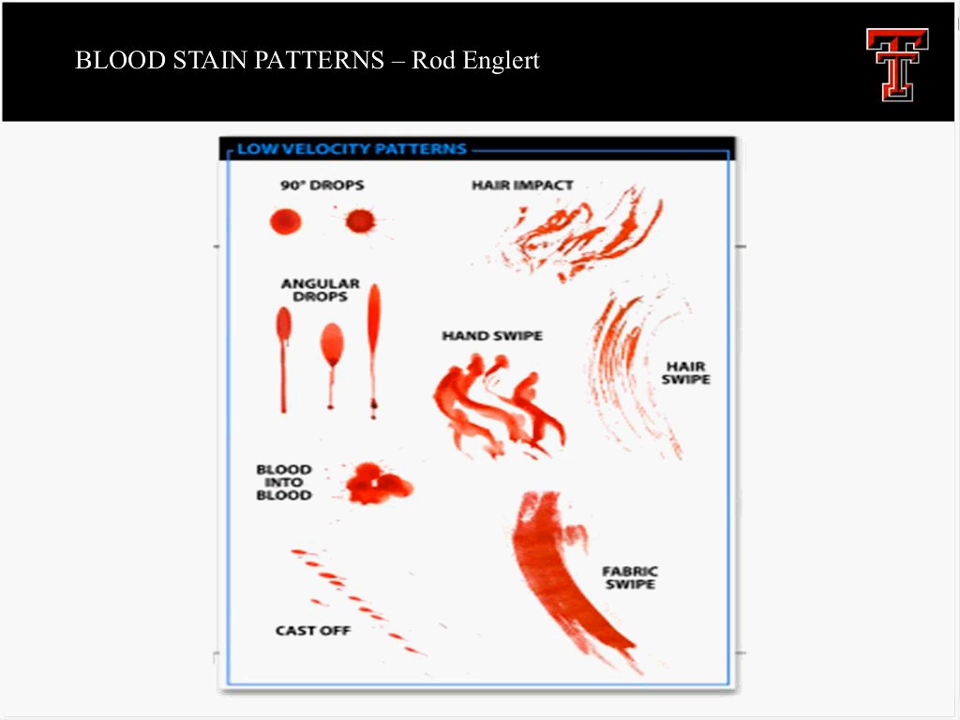 BLOOD STAIN PATTERNS – Rod Englert
LOW VELOCITY PATTERNS
90° DROPS
HAIR IMPACT
ANGULAR
DROPS
HAND SWIPE
HAIR
SWIPE
BLOOD
INTO
BLOOD
FABRIC
SWIPE
CAST OFF